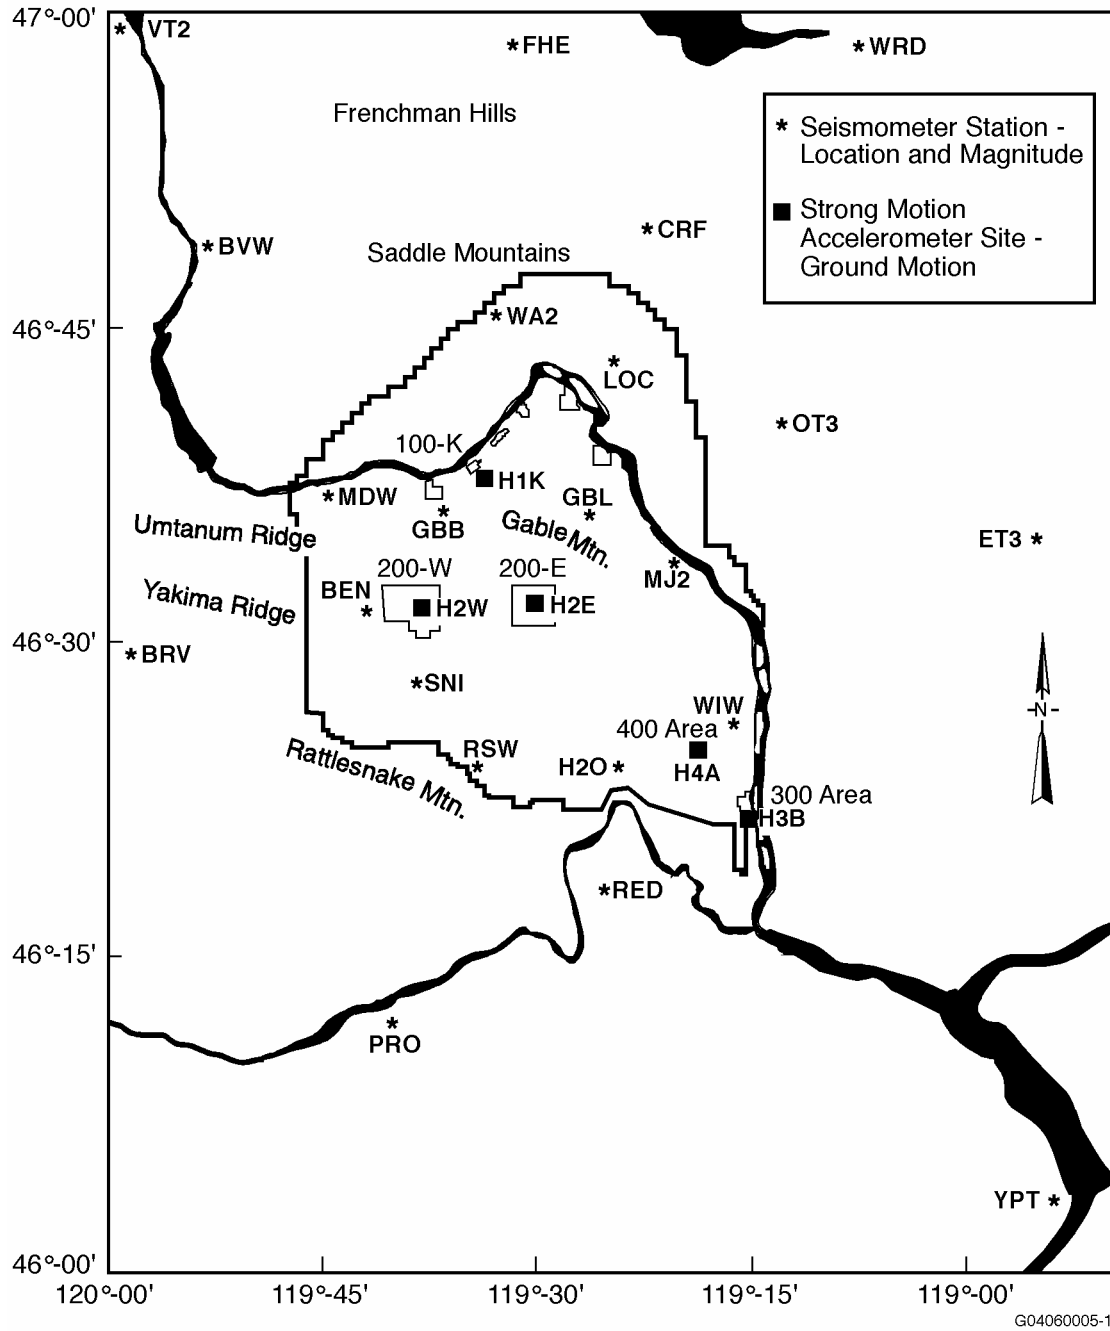 47°-00'
VT2
FHE
WRD
Frenchman Hills
* Seismometer Station -
Location and Magnitude
■ Strong Motion
Accelerometer Site -
Ground Motion
CRF
BVW
Saddle Mountains
WA2
46°-45'
LOC
OT3
100-K
H1K
MDW
GBL
GBB
Gable Mtn.
Umtanum Ridge
ET3
MJ2
200-W
200-E
BEN
H2W
H2E
Yakima Ridge
46°-30'
BRV
SNI
WIW
N
400 Area
RSW
H2O
H4A
Rattlesnake Mtn.
300 Area
H3B
RED
46°-15'
PRO
YPT
46°-00'
120°-00'
119°-45'
119°-30'
119°-15'
119°-00'
G04060005-1